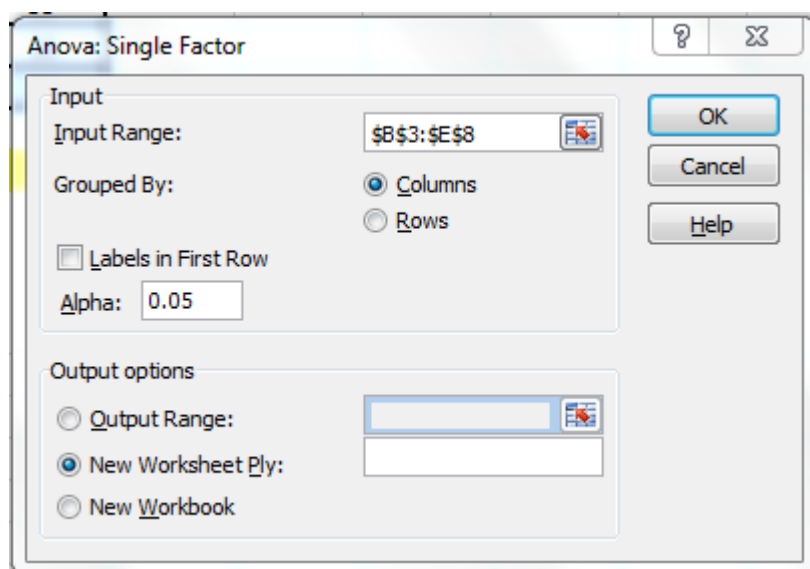 Anova: Single Factor
Input
Input Range:
$B$3:$E$8
OK
Cancel
Help
Grouped By:
Columns
Rows
Labels in First Row
Alpha:
0.05
Output options
Output Range:
New Worksheet Ply:
New Workbook